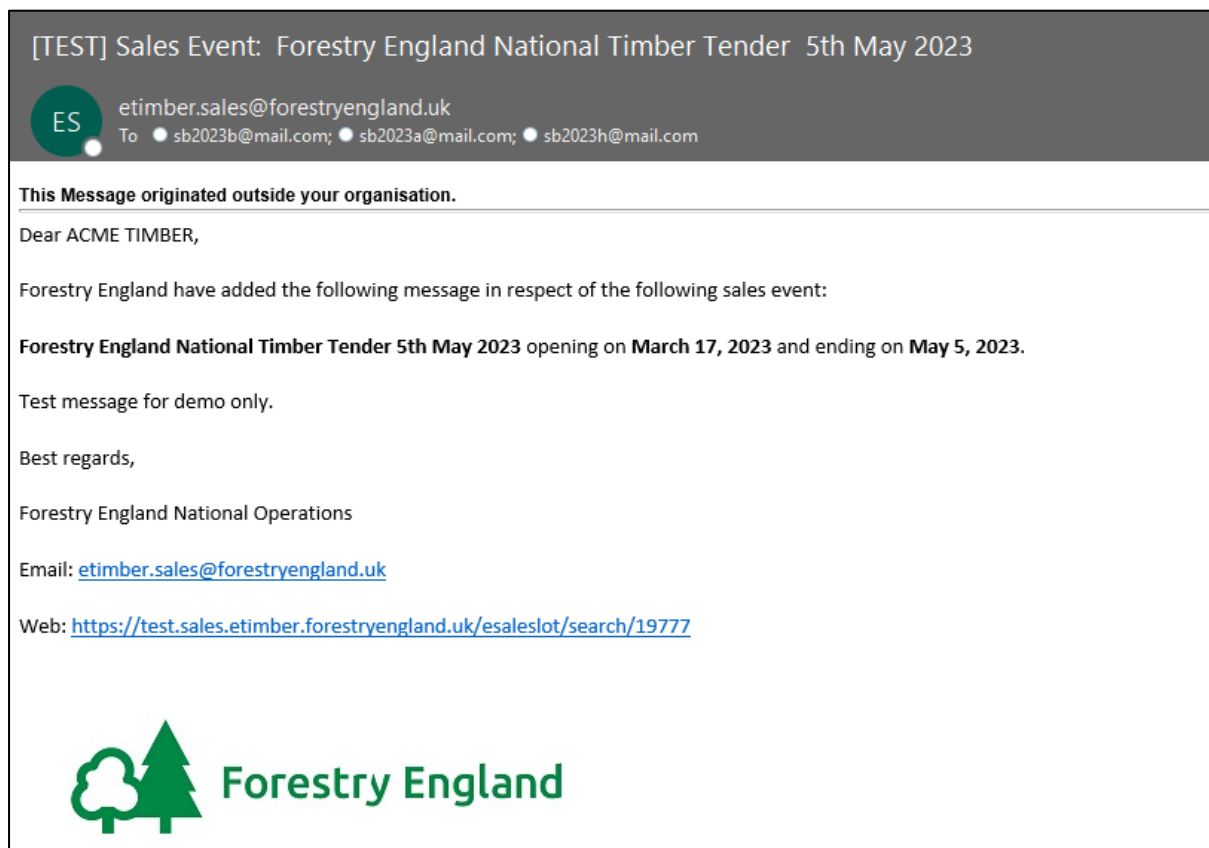 [TEST] Sales Event:  Forestry England National Timber Tender  5th May 2023
ES
etimber.sales@forestryengland.uk
To sb2023b@mail.com; sb2023a@mail.com; sb2023h@mail.com
This Message originated outside your organisation.
Dear ACME TIMBER,
Forestry England have added the following message in respect of the following sales event:
Forestry England National Timber Tender 5th May 2023 opening on March 17, 2023 and ending on May 5, 2023.
Test message for demo only.
Best regards,
Forestry England National Operations
Email: etimber.sales@forestryengland.uk
Web: https://test.sales.etimber.forestryengland.uk/esaleslot/search/19777
Forestry England